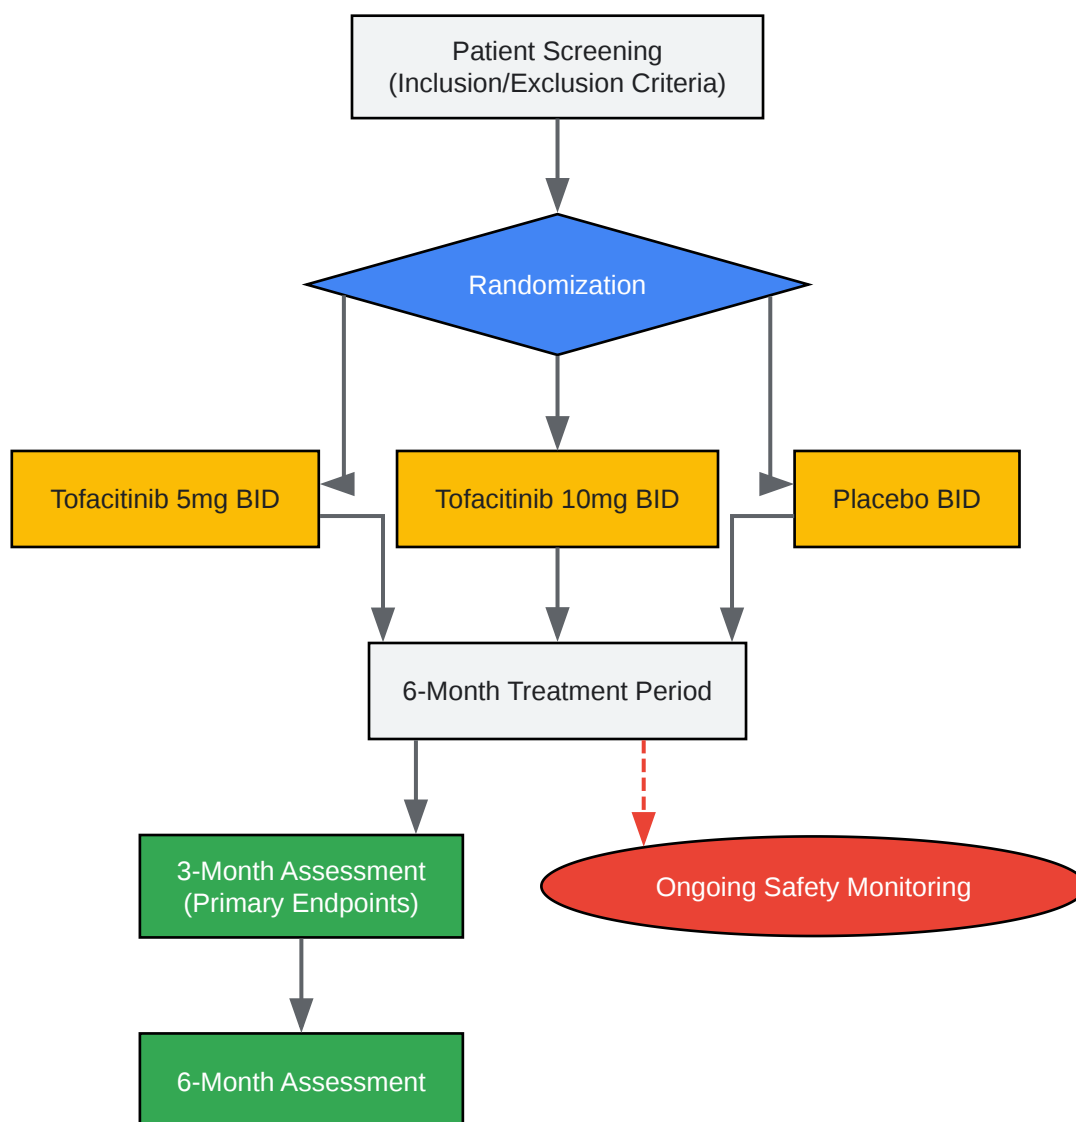 Patient Screening
(Inclusion/Exclusion Criteria)
Randomization
Tofacitinib 5mg BID
Tofacitinib 10mg BID
Placebo BID
6-Month Treatment Period
3-Month Assessment
(Primary Endpoints)
Ongoing Safety Monitoring
6-Month Assessment